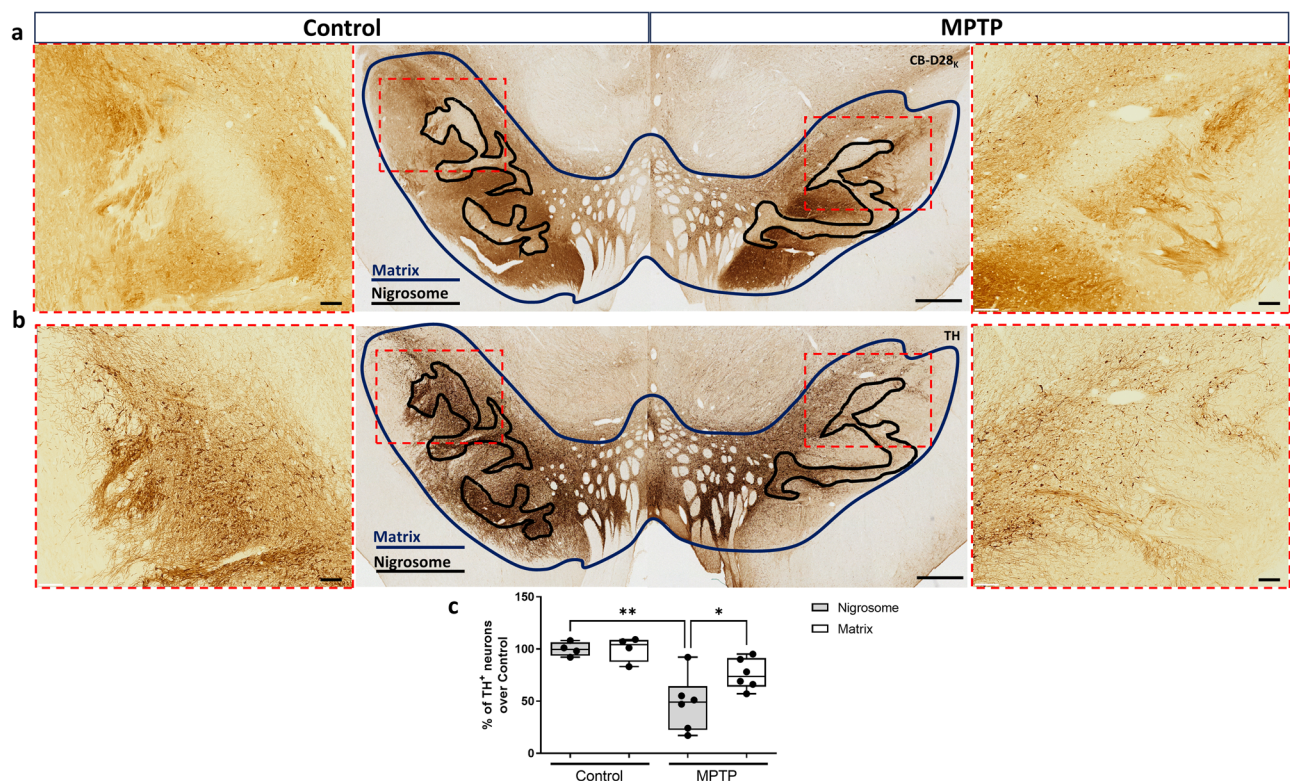 Control
MPTP
a
CB-D28K
Matrix
Nigrosome
b
TH
Matrix
Nigrosome
c
** *
Nigrosome
Matrix
% of TH+ neurons
over Control
150
100
50
0
Control
MPTP